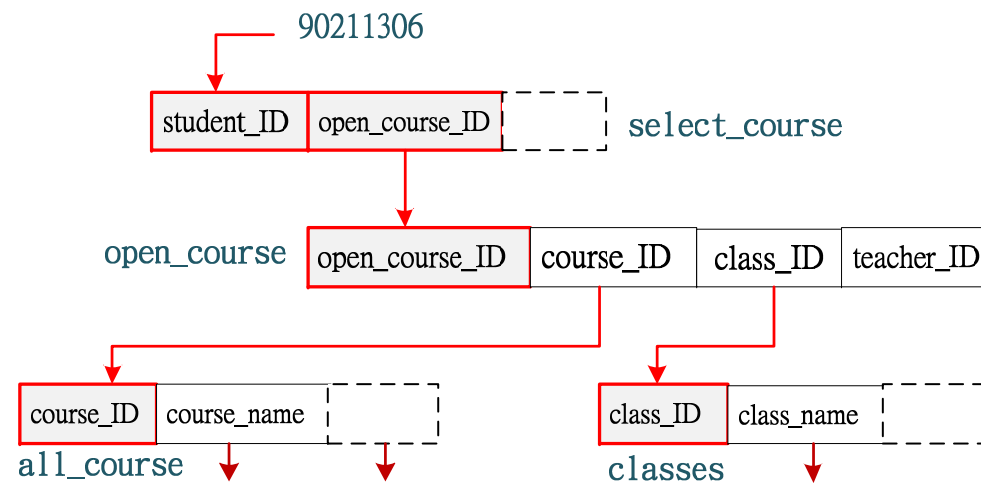 90211306
student_ID open_course_ID select_course
open_course open_course_ID course_ID class_ID teacher_ID
course_ID course_name class_ID class_name
all_course classes